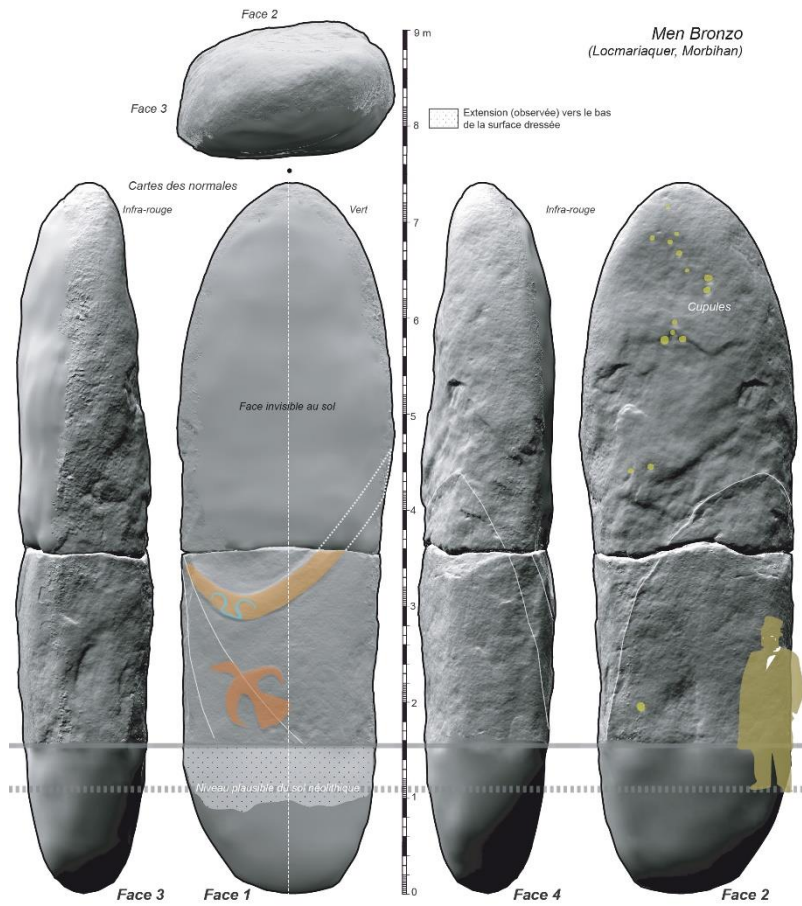 Face 2
Men Bronzo
(Locmariaquer, Morbihan)
9 m
Face 3
Extension (observée) vers le bas
de la surface dressée
8
Cartes des normales
Infra-rouge
Vert
Infra-rouge
7
Cupules
6
Face invisible au sol
5
4
3
2
Niveau plausible du sol néolithique
1
0
Face 3
Face 1
Face 4
Face 2